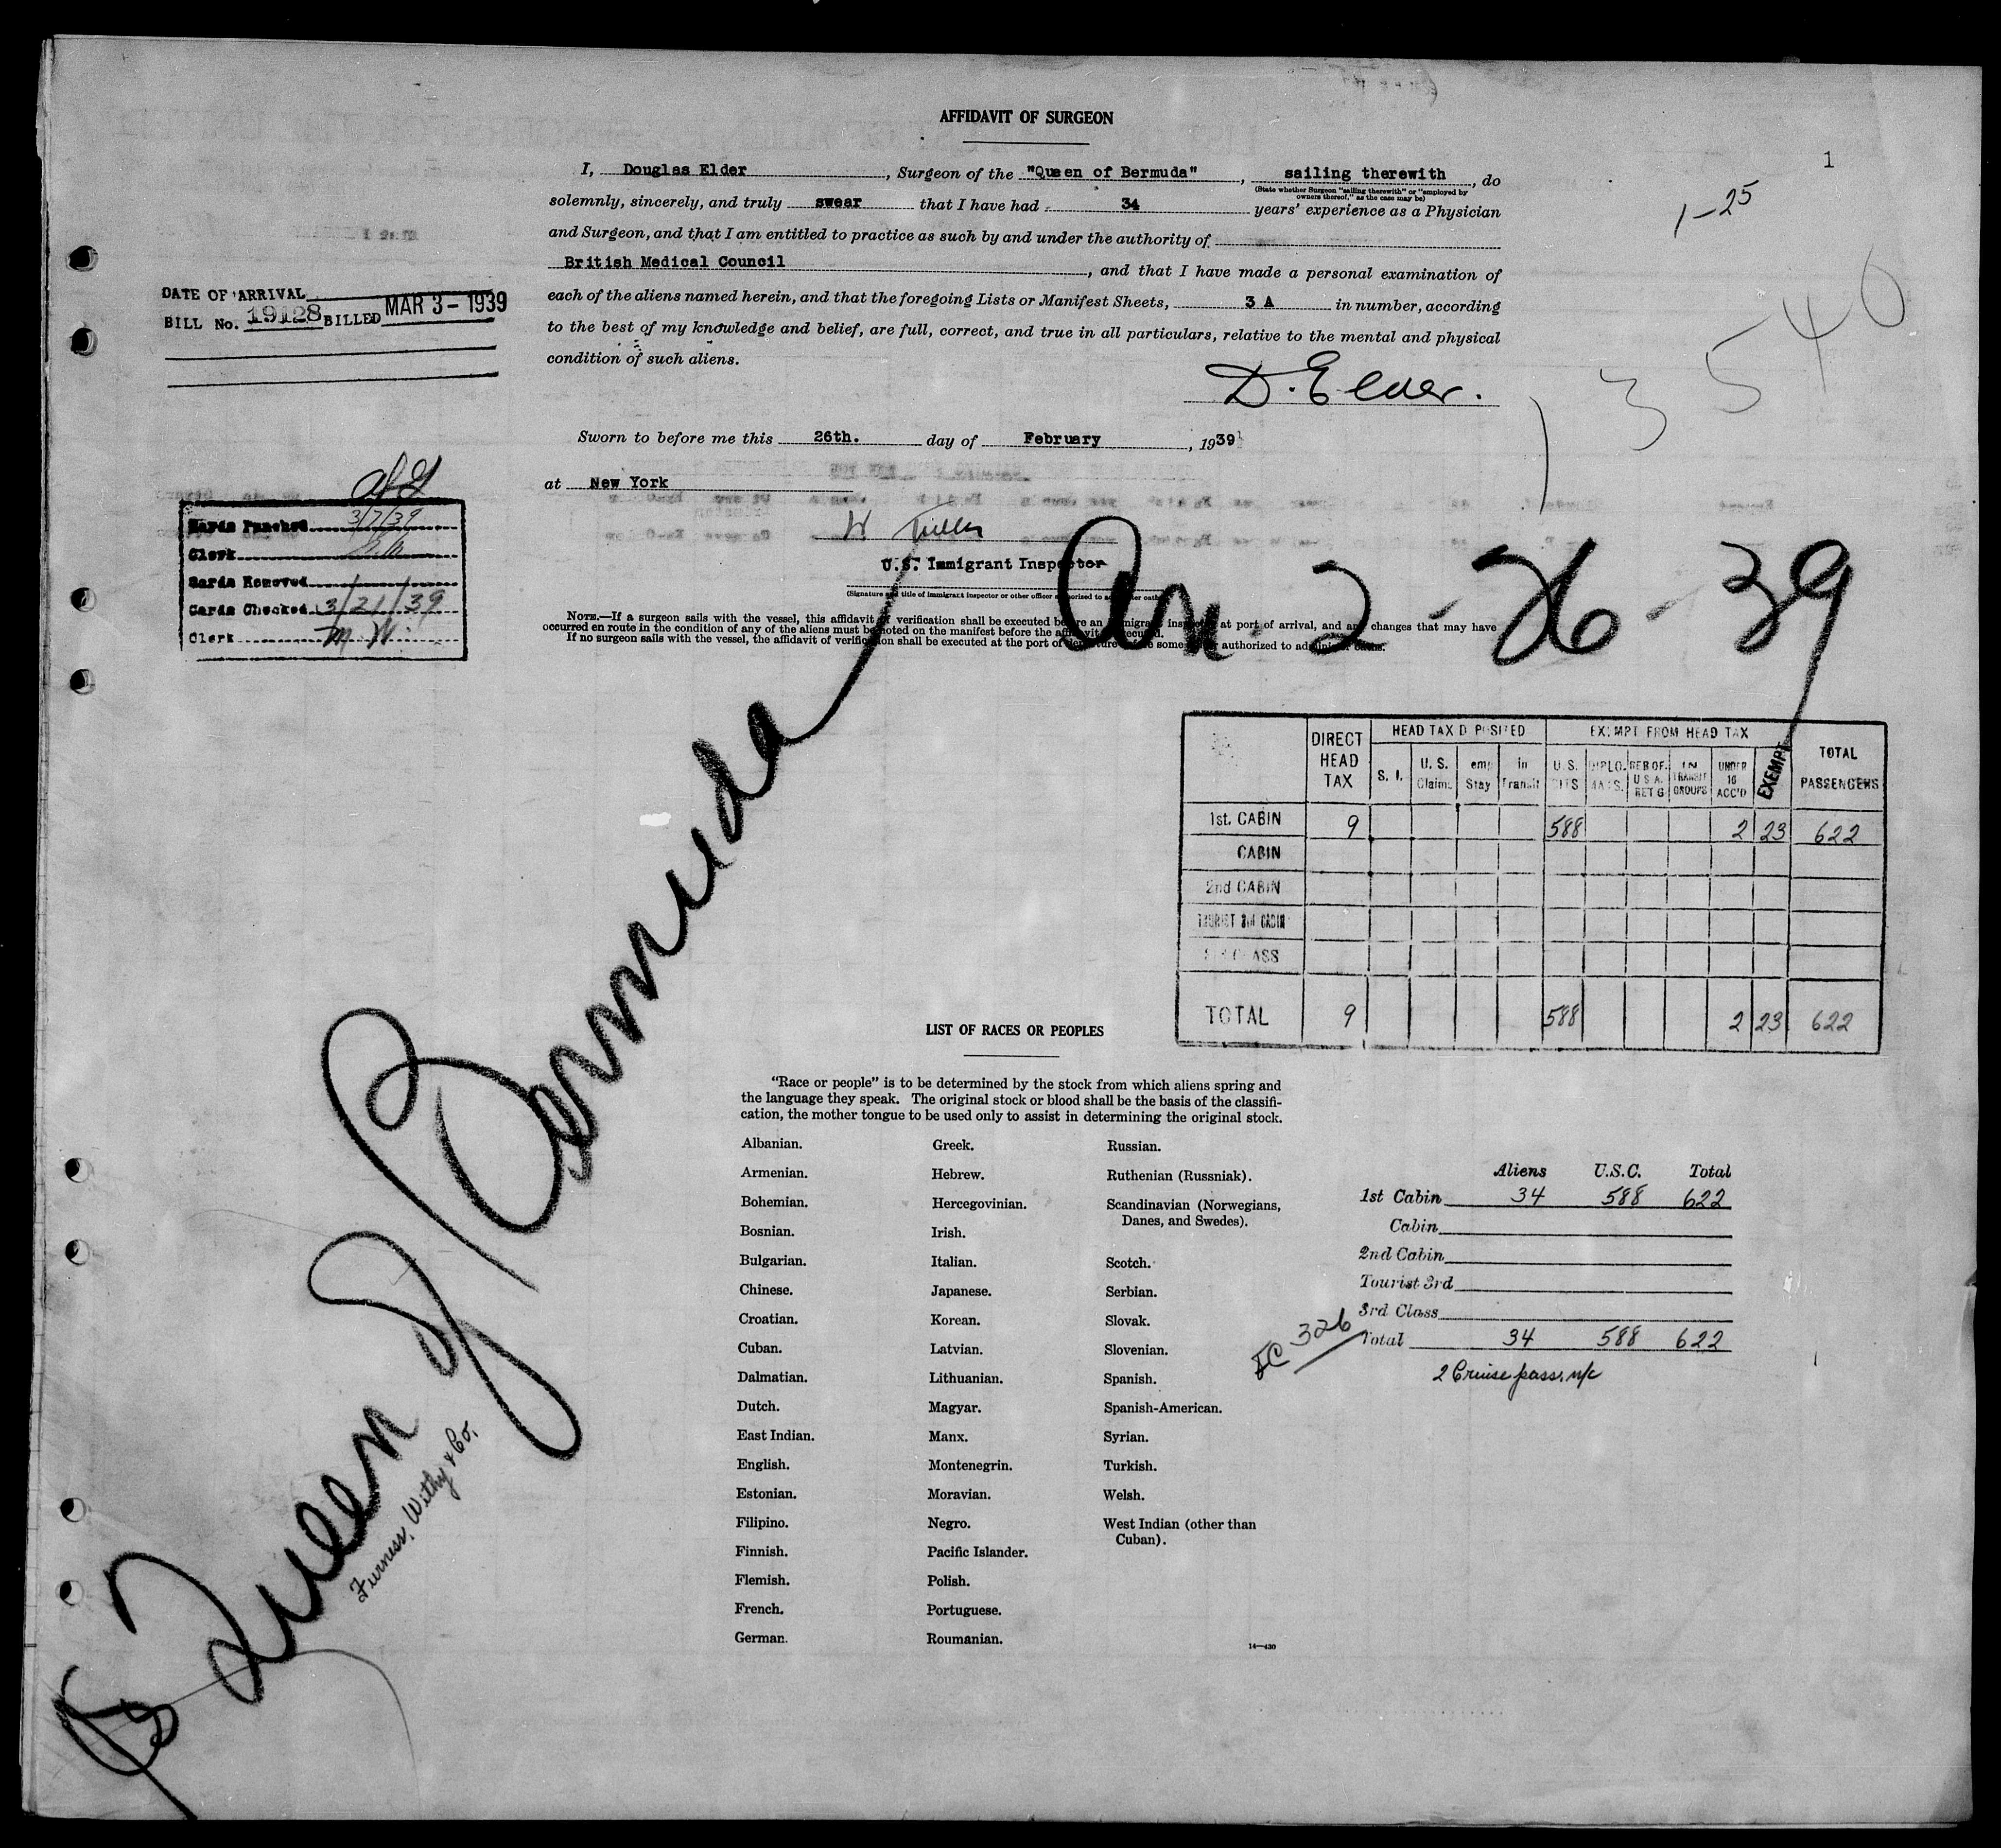 AFFIDAVIT OF SURGEON
1
1-25
I, Douglas Elder, Surgeon of the "Queen of Bermuda", sailing therewith, do
(State whether Surgeon "sailing therewith" or "employed by
owners thereof," as the case may be)
solemnly, sincerely, and truly swear that I have had 34 years' experience as a Physician
and Surgeon, and that I am entitled to practice as such by and under the authority of
British Medical Council, and that I have made a personal examination of
each of the aliens named herein, and that the foregoing Lists or Manifest Sheets, 3 A in number, according
to the best of my knowledge and belief, are full, correct, and true in all particulars, relative to the mental and physical
condition of such aliens.
DATE OF ARRIVAL
BILL No. 19128 BILLED MAR 3 - 1939
D. Elder.
13540
Sworn to before me this 26th. day of February, 1939
at New York
U.S. Immigrant Inspector
(Signature and title of immigrant inspector or other officer authorized to administer oaths)
NOTE.—If a surgeon sails with the vessel, this affidavit of verification shall be executed before an immigrant inspector at port of arrival, and any changes that may have
occurred en route in the condition of any of the aliens must be noted on the manifest before the affidavit is executed.
If no surgeon sails with the vessel, the affidavit of verification shall be executed at the port of departure before some officer authorized to administer oaths.
Cards Punched 3/7/39
Clerk
Cards Removed
Cards Checked 3/21/39
Clerk M W
Arr. 2-26-39
SS Queen of Bermuda
Furness, Withy & Co.
DIRECT HEAD TAX
HEAD TAX DEPOSITED
EXEMPT FROM HEAD TAX
TOTAL PASSENGERS
S. I. U. S. Claim. Temp Stay in Transit U.S. CITS DIPLOMATS. RES OF. U S A. RET G IN TRANSIT GROUPS UNDER 16 ACC'D EXEMPT
1st. CABIN 9 588 2 23 622
CABIN
2nd CABIN
TOURIST 3rd CABIN
3rd CLASS
TOTAL 9 588 2 23 622
LIST OF RACES OR PEOPLES
"Race or people" is to be determined by the stock from which aliens spring and
the language they speak. The original stock or blood shall be the basis of the classifi-
cation, the mother tongue to be used only to assist in determining the original stock.
Albanian.
Armenian.
Bohemian.
Bosnian.
Bulgarian.
Chinese.
Croatian.
Cuban.
Dalmatian.
Dutch.
East Indian.
English.
Estonian.
Filipino.
Finnish.
Flemish.
French.
German.
Greek.
Hebrew.
Hercegovinian.
Irish.
Italian.
Japanese.
Korean.
Latvian.
Lithuanian.
Magyar.
Manx.
Montenegrin.
Moravian.
Negro.
Pacific Islander.
Polish.
Portuguese.
Roumanian.
Russian.
Ruthenian (Russniak).
Scandinavian (Norwegians,
Danes, and Swedes).
Scotch.
Serbian.
Slovak.
Slovenian.
Spanish.
Spanish-American.
Syrian.
Turkish.
Welsh.
West Indian (other than
Cuban).
14—430
Aliens U.S.C. Total
1st Cabin 34 588 622
Cabin
2nd Cabin
Tourist 3rd
3rd Class
Total 34 588 622
326
2 Cruise pass. n/c